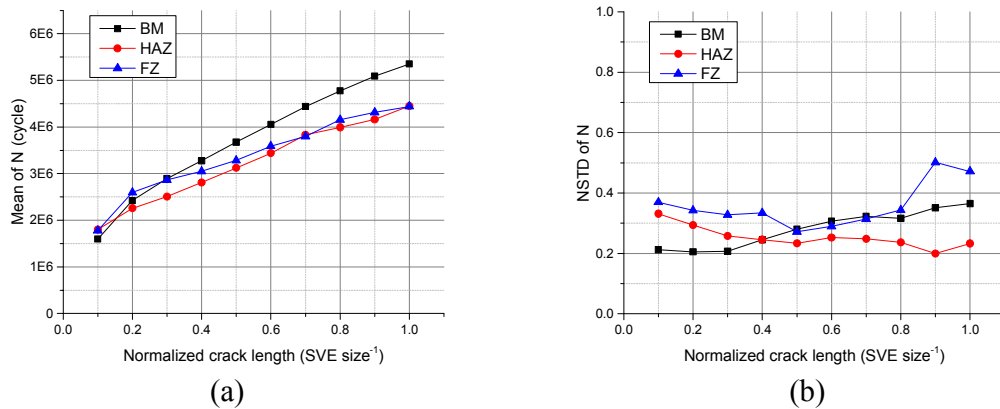 6E6
5E6
4E6
3E6
2E6
1E6
0
Mean of N (cycle)
BM
HAZ
FZ
0.0 0.2 0.4 0.6 0.8 1.0
Normalized crack length (SVE size⁻¹)
(a)
1.0
0.8
0.6
0.4
0.2
0.0
NSTD of N
BM
HAZ
FZ
0.0 0.2 0.4 0.6 0.8 1.0
Normalized crack length (SVE size⁻¹)
(b)